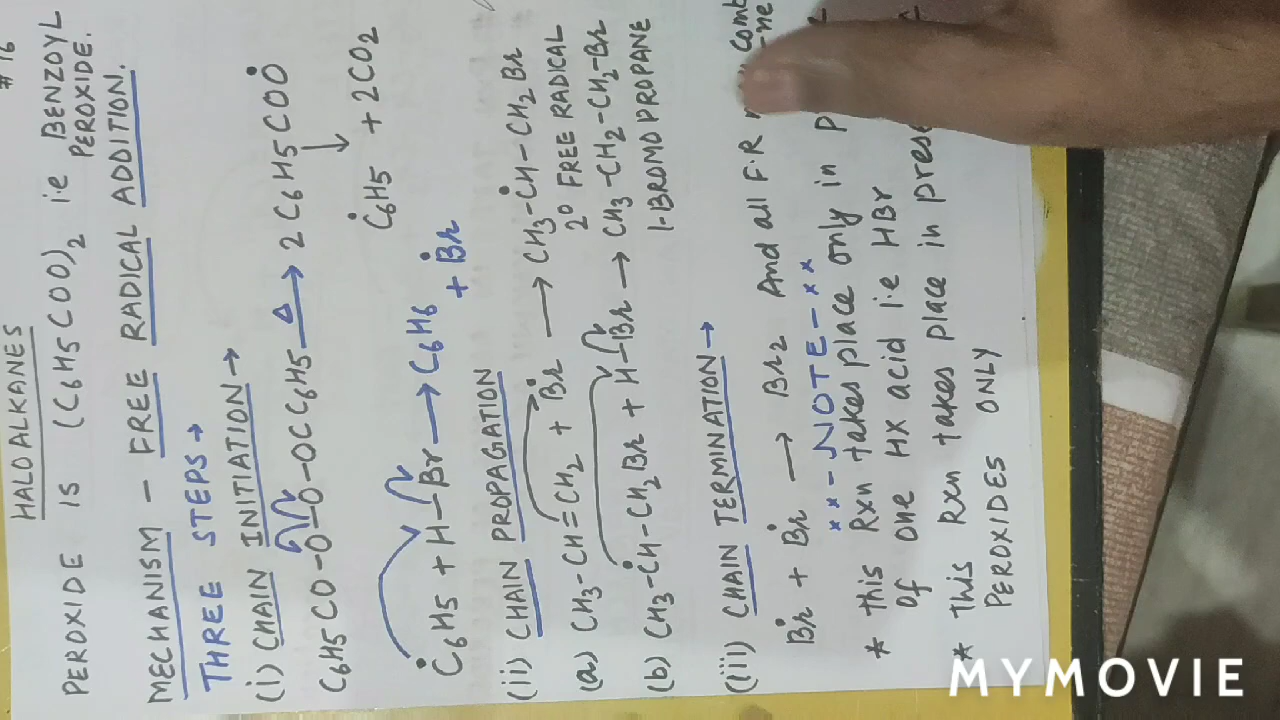 # 16
HALOALKANES
PEROXIDE IS (C6H5COO)2 i.e BENZOYL PEROXIDE.
MECHANISM - FREE RADICAL ADDITION.
THREE STEPS →
(i) CHAIN INITIATION →
C6H5CO-O-O-OCC6H5 —Δ→ 2 C6H5COȮ
↓
Ċ6H5 + 2CO2
Ċ6H5 + H-Br → C6H6 + Ḃr
(ii) CHAIN PROPAGATION
(a) CH3-CH=CH2 + Ḃr → CH3-ĊH-CH2Br
2° FREE RADICAL
(b) CH3-ĊH-CH2Br + H-Br → CH3-CH2-CH2-Br
1-BROMO PROPANE
(iii) CHAIN TERMINATION →
Ḃr + Ḃr → Br2 And all F.R comb
** - NOTE - **
* this Rxn takes place only in
of one HX acid i.e HBr
* This Rxn takes place in prese
PEROXIDES ONLY
MYMOVIE